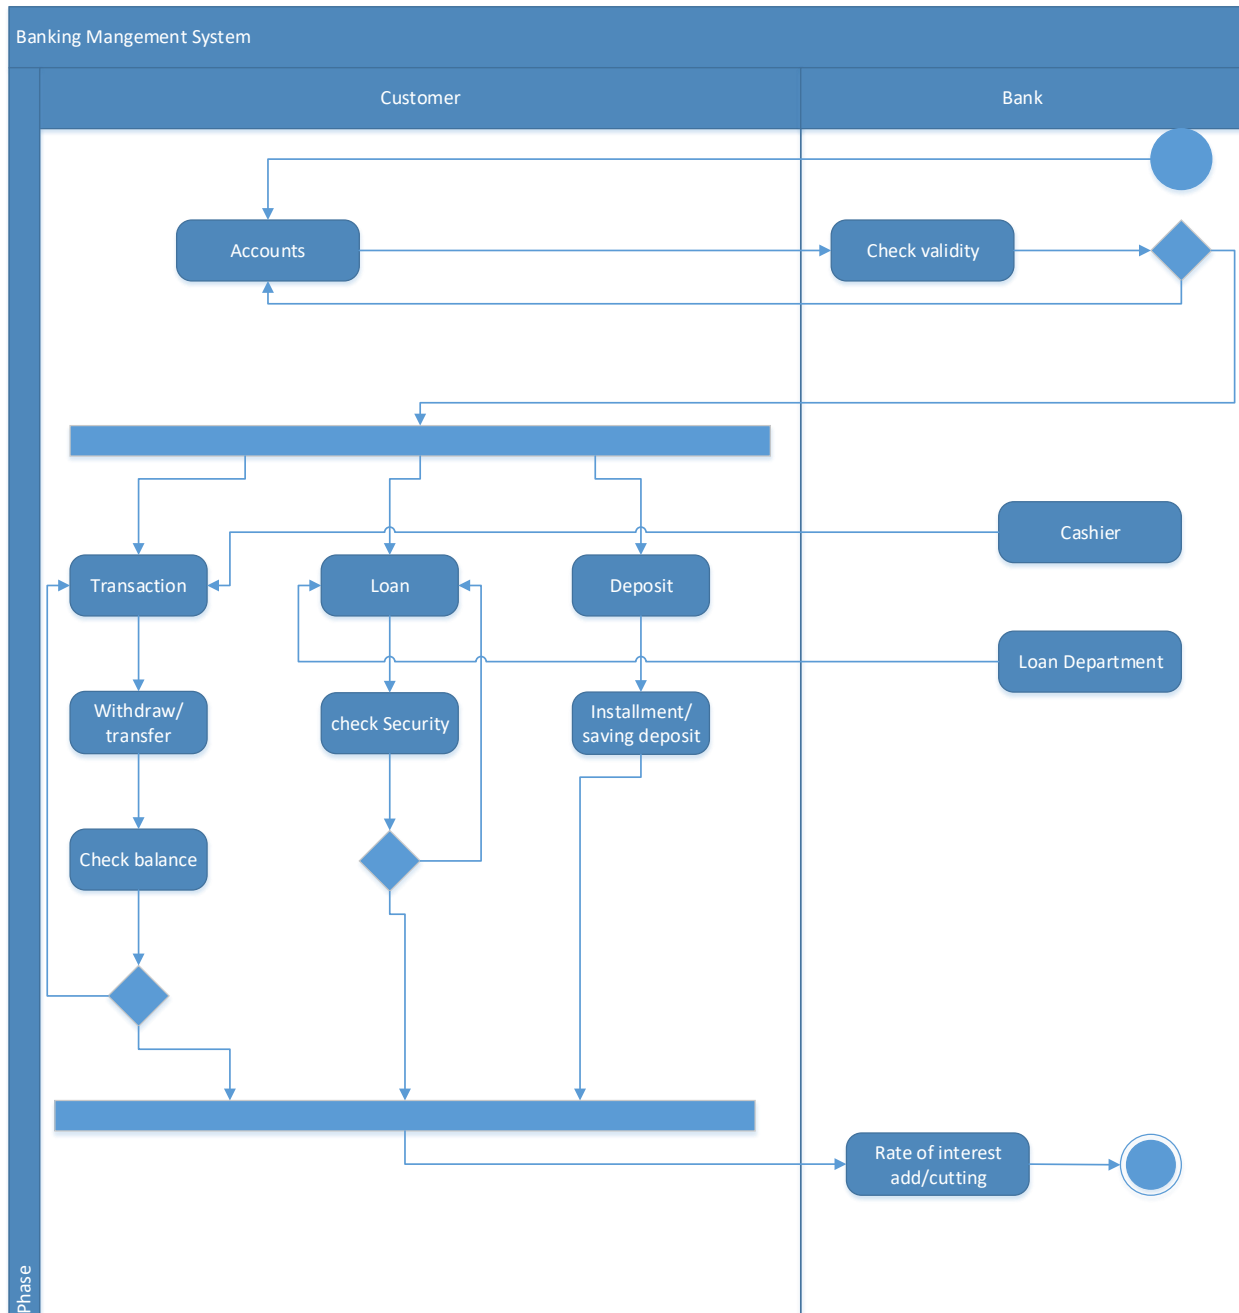 Banking Mangement System
Customer
Bank
Accounts
Check validity
Cashier
Transaction
Loan
Deposit
Loan Department
Withdraw/
transfer
check Security
Installment/
saving deposit
Check balance
Rate of interest
add/cutting
Phase